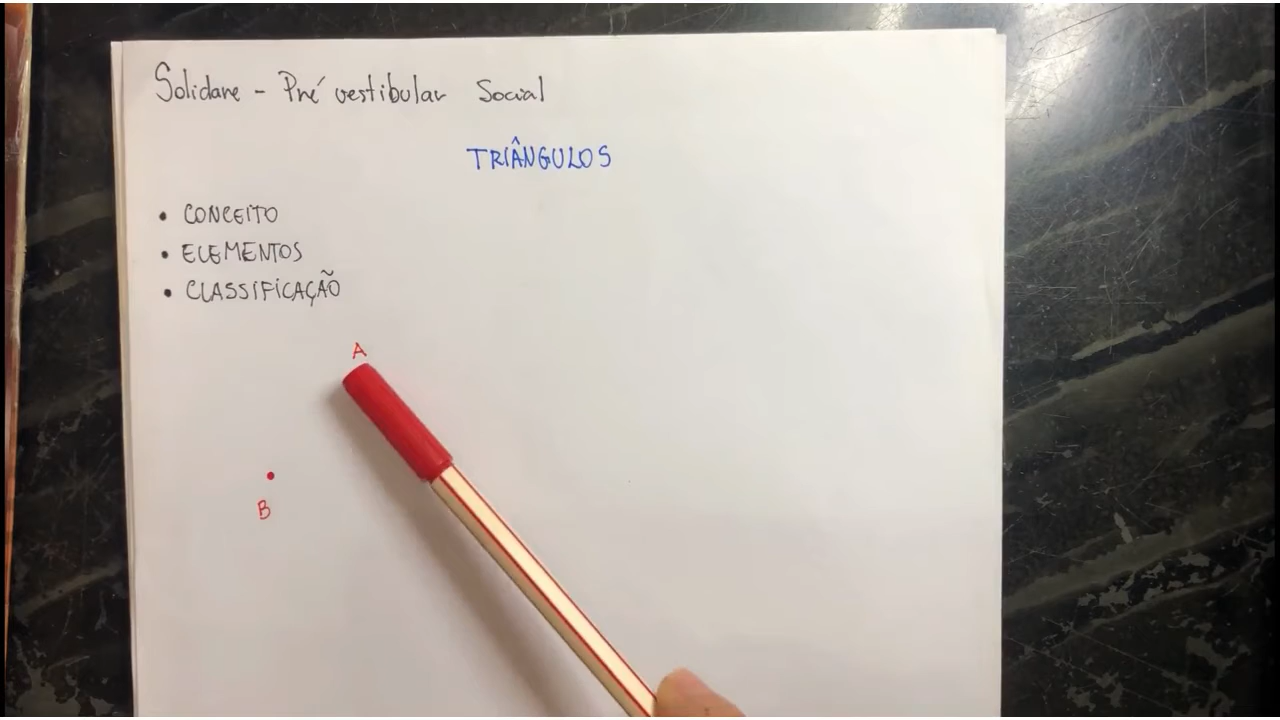 Solidare - Pré vestibular Social
TRIÂNGULOS
• CONCEITO
• ELEMENTOS
• CLASSIFICAÇÃO
A
B